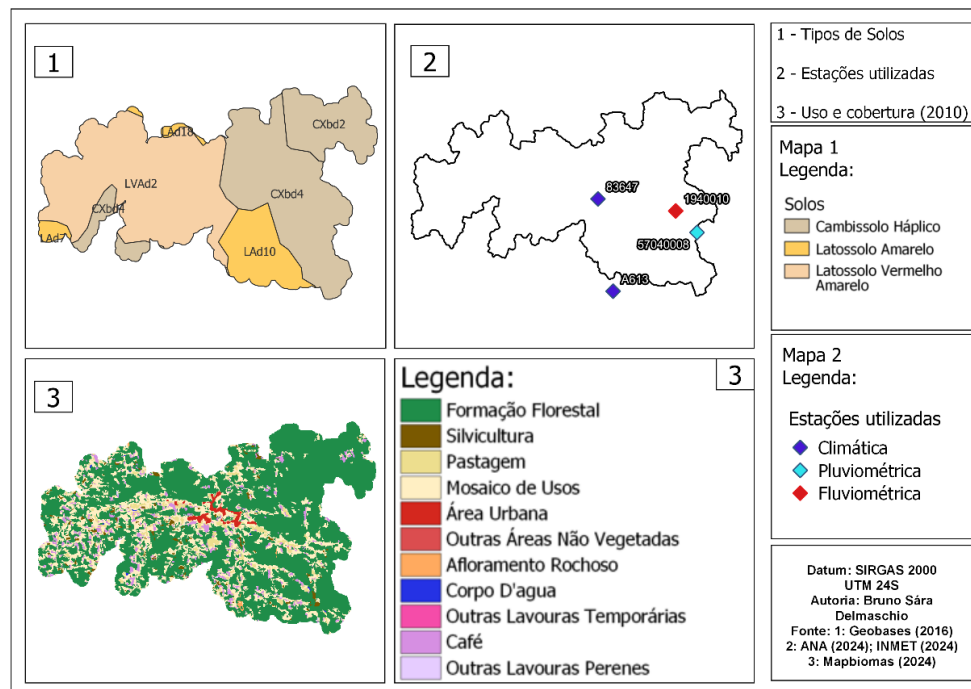 1
CXbd2
LAd18
LVAd2
CXbd4
CXbd4
LAd7
LAd10
2
83647
1940010
57040008
A613
1 - Tipos de Solos
2 - Estações utilizadas
3 - Uso e cobertura (2010)
Mapa 1
Legenda:
Solos
Cambissolo Háplico
Latossolo Amarelo
Latossolo Vermelho
Amarelo
3
Legenda:
3
Formação Florestal
Silvicultura
Pastagem
Mosaico de Usos
Área Urbana
Outras Áreas Não Vegetadas
Afloramento Rochoso
Corpo D'agua
Outras Lavouras Temporárias
Café
Outras Lavouras Perenes
Mapa 2
Legenda:
Estações utilizadas
Climática
Pluviométrica
Fluviométrica
Datum: SIRGAS 2000
UTM 24S
Autoria: Bruno Sára
Delmaschio
Fonte: 1: Geobases (2016)
2: ANA (2024); INMET (2024)
3: Mapbiomas (2024)